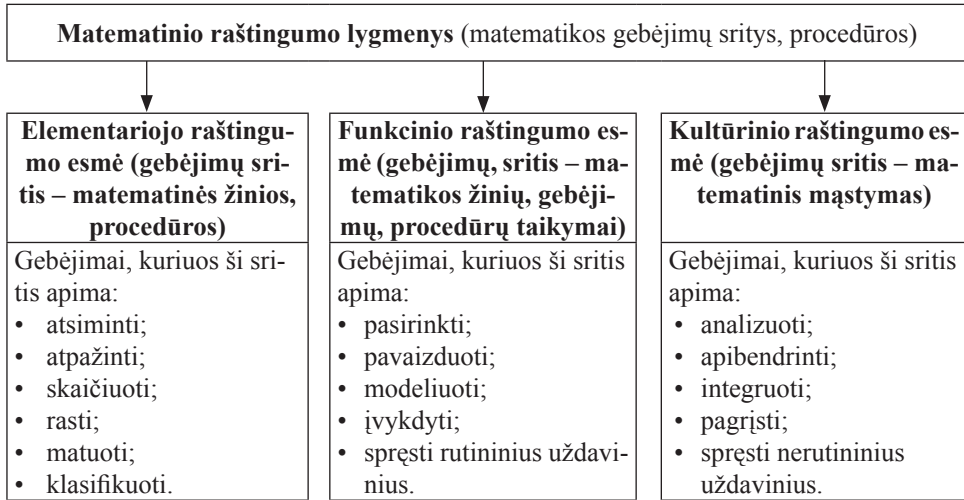 Matematinio raštingumo lygmenys (matematikos gebėjimų sritys, procedūros)
Elementariojo raštingu-
mo esmė (gebėjimų sri-
tis – matematinės žinios,
procedūros)
Gebėjimai, kuriuos ši sri-
tis apima:
• atsiminti;
• atpažinti;
• skaičiuoti;
• rasti;
• matuoti;
• klasifikuoti.
Funkcinio raštingumo es-
mė (gebėjimų, sritis – ma-
tematikos žinių, gebėji-
mų, procedūrų taikymai)
Gebėjimai, kuriuos ši sritis
apima:
• pasirinkti;
• pavaizduoti;
• modeliuoti;
• įvykdyti;
• spręsti rutininius uždavi-
nius.
Kultūrinio raštingumo es-
mė (gebėjimų sritis – ma-
tematinis mąstymas)
Gebėjimai, kuriuos ši sritis
apima:
• analizuoti;
• apibendrinti;
• integruoti;
• pagrįsti;
• spręsti nerutininius
uždavinius.